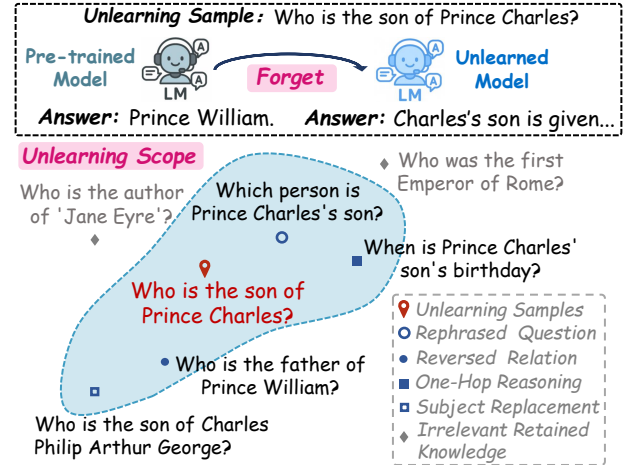 Unlearning Sample: Who is the son of Prince Charles?
Pre-trained
Model
A
LM
Forget
A
LM
Unlearned
Model
Answer: Prince William.
Answer: Charles's son is given...
Unlearning Scope
Who was the first
Emperor of Rome?
Who is the author
of 'Jane Eyre'?
Which person is
Prince Charles's son?
When is Prince Charles'
son's birthday?
Who is the son of
Prince Charles?
Who is the father of
Prince William?
Who is the son of Charles
Philip Arthur George?
Unlearning Samples
Rephrased Question
Reversed Relation
One-Hop Reasoning
Subject Replacement
Irrelevant Retained
Knowledge